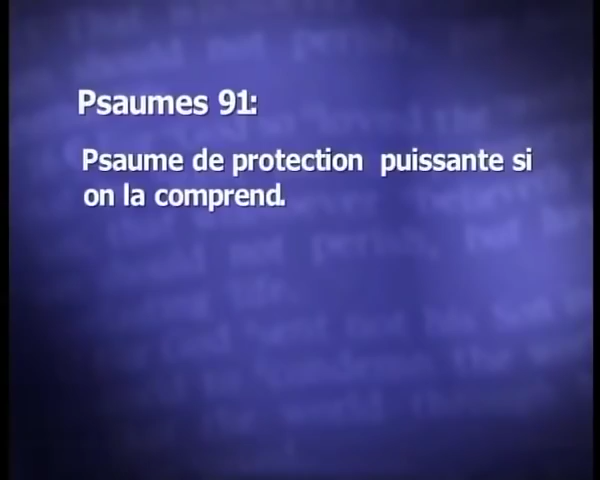 Psaumes 91:
Psaume de protection puissante si
on la comprend.